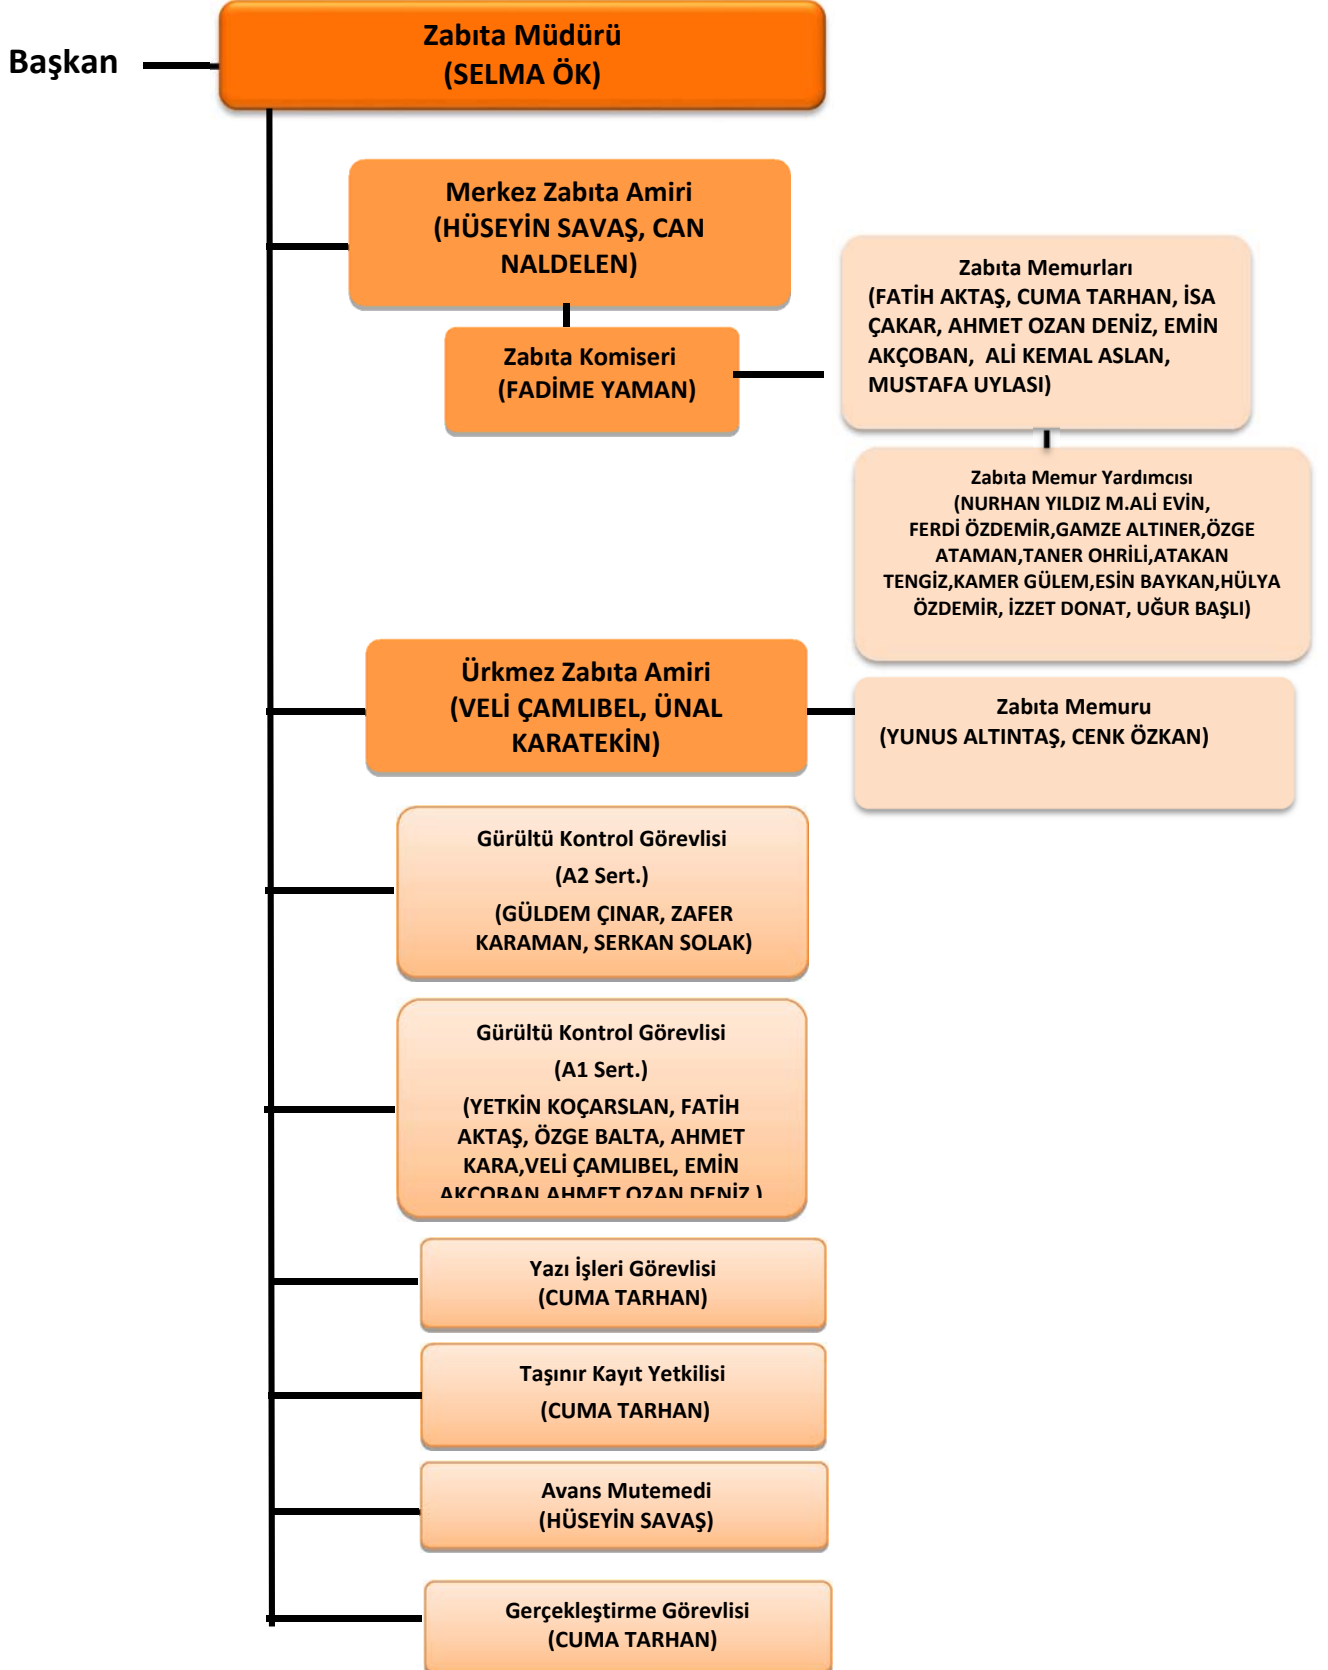 Başkan
Zabıta Müdürü
(SELMA ÖK)
Merkez Zabıta Amiri
(HÜSEYİN SAVAŞ, CAN
NALDELEN)
Zabıta Komiseri
(FADİME YAMAN)
Zabıta Memurları
(FATİH AKTAŞ, CUMA TARHAN, İSA
ÇAKAR, AHMET OZAN DENİZ, EMİN
AKÇOBAN, ALİ KEMAL ASLAN,
MUSTAFA UYLASI)
Zabıta Memur Yardımcısı
(NURHAN YILDIZ M.ALİ EVİN,
FERDİ ÖZDEMİR,GAMZE ALTINER,ÖZGE
ATAMAN,TANER OHRİLİ,ATAKAN
TENGİZ,KAMER GÜLEM,ESİN BAYKAN,HÜLYA
ÖZDEMİR, İZZET DONAT, UĞUR BAŞLI)
Ürkmez Zabıta Amiri
(VELİ ÇAMLIBEL, ÜNAL
KARATEKİN)
Zabıta Memuru
(YUNUS ALTINTAŞ, CENK ÖZKAN)
Gürültü Kontrol Görevlisi
(A2 Sert.)
(GÜLDEM ÇINAR, ZAFER
KARAMAN, SERKAN SOLAK)
Gürültü Kontrol Görevlisi
(A1 Sert.)
(YETKİN KOÇARSLAN, FATİH
AKTAŞ, ÖZGE BALTA, AHMET
KARA,VELİ ÇAMLIBEL, EMİN
AKÇOBAN,AHMET OZAN DENİZ )
Yazı İşleri Görevlisi
(CUMA TARHAN)
Taşınır Kayıt Yetkilisi
(CUMA TARHAN)
Avans Mutemedi
(HÜSEYİN SAVAŞ)
Gerçekleştirme Görevlisi
(CUMA TARHAN)